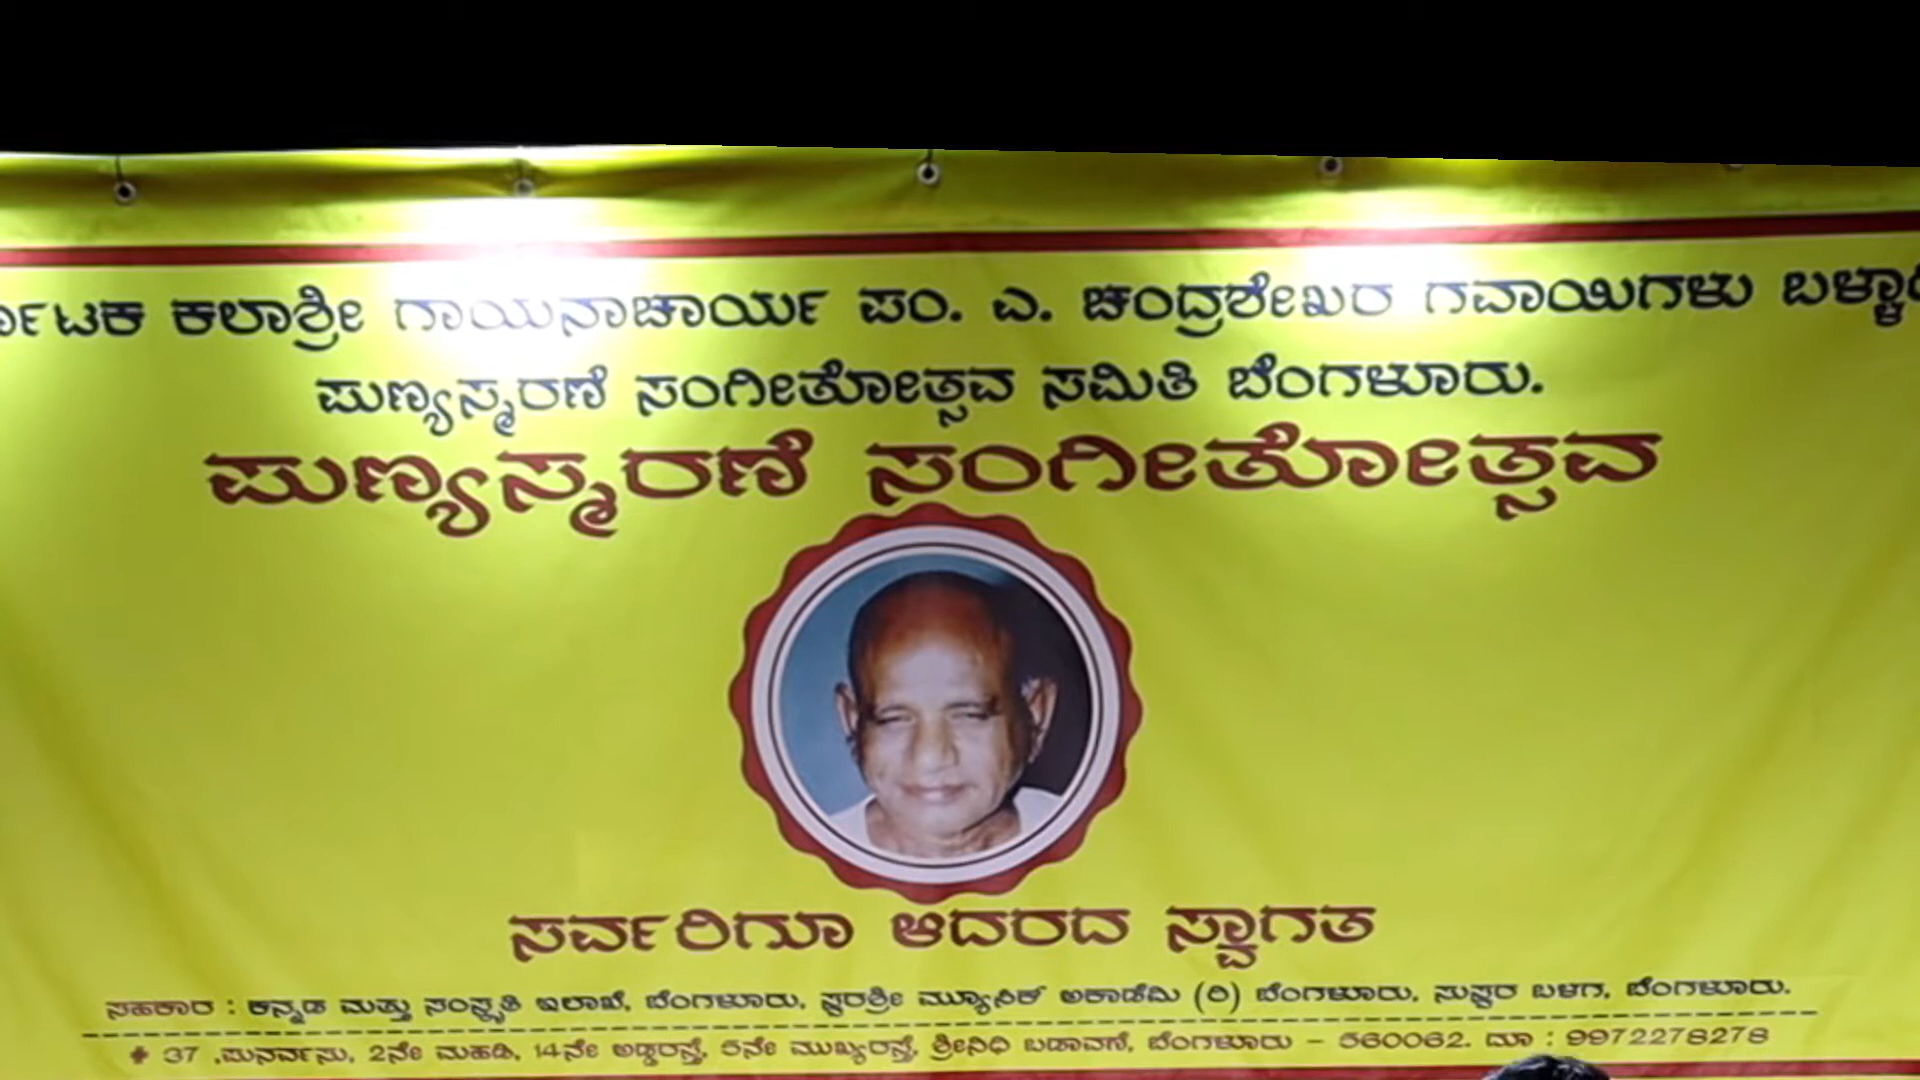 ರ್ನಾಟಕ ಕಲಾಶ್ರೀ ಗಾಯನಾಚಾರ್ಯ ಪಂ. ಎ. ಚಂದ್ರಶೇಖರ ಗವಾಯಿಗಳು ಬಳ್ಳಾರಿ
ಪುಣ್ಯಸ್ಮರಣೆ ಸಂಗೀತೋತ್ಸವ ಸಮಿತಿ ಬೆಂಗಳೂರು.
ಪುಣ್ಯಸ್ಮರಣೆ ಸಂಗೀತೋತ್ಸವ
ಸರ್ವರಿಗೂ ಆದರದ ಸ್ವಾಗತ
ಸಹಕಾರ : ಕನ್ನಡ ಮತ್ತು ಸಂಸ್ಕೃತಿ ಇಲಾಖೆ, ಬೆಂಗಳೂರು, ಸ್ವರಶ್ರೀ ಮ್ಯೂಸಿಕ್ ಅಕಾಡೆಮಿ (ರಿ) ಬೆಂಗಳೂರು, ಸುಸ್ವರ ಬಳಗ, ಬೆಂಗಳೂರು.
# 37 ,ಪುನರ್ವಸು, 2ನೇ ಮಹಡಿ, 14ನೇ ಅಡ್ಡರಸ್ತೆ, 5ನೇ ಮುಖ್ಯರಸ್ತೆ, ಶ್ರೀನಿಧಿ ಬಡಾವಣೆ, ಬೆಂಗಳೂರು – 560062. ದೂ : 9972278278